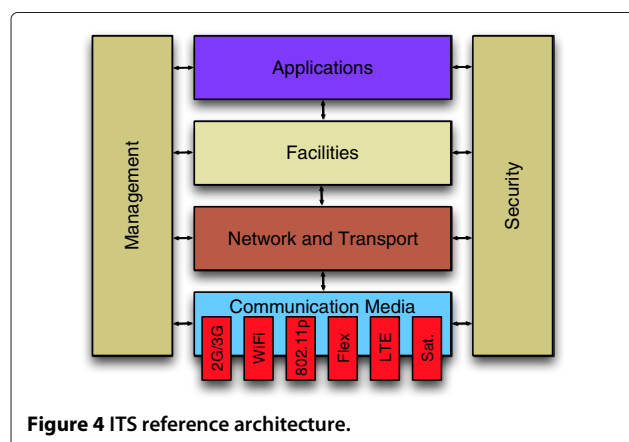 Applications
Facilities
Management
Security
Network and Transport
Communication Media
2G/3G
WiFi
802.11p
Flex
LTE
Sat.
Figure 4 ITS reference architecture.